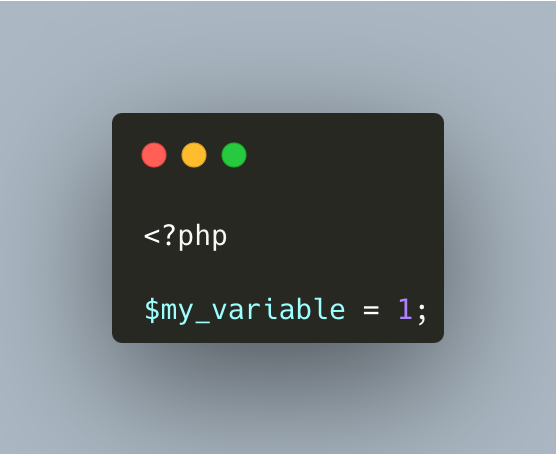 <?php
$my_variable = 1;